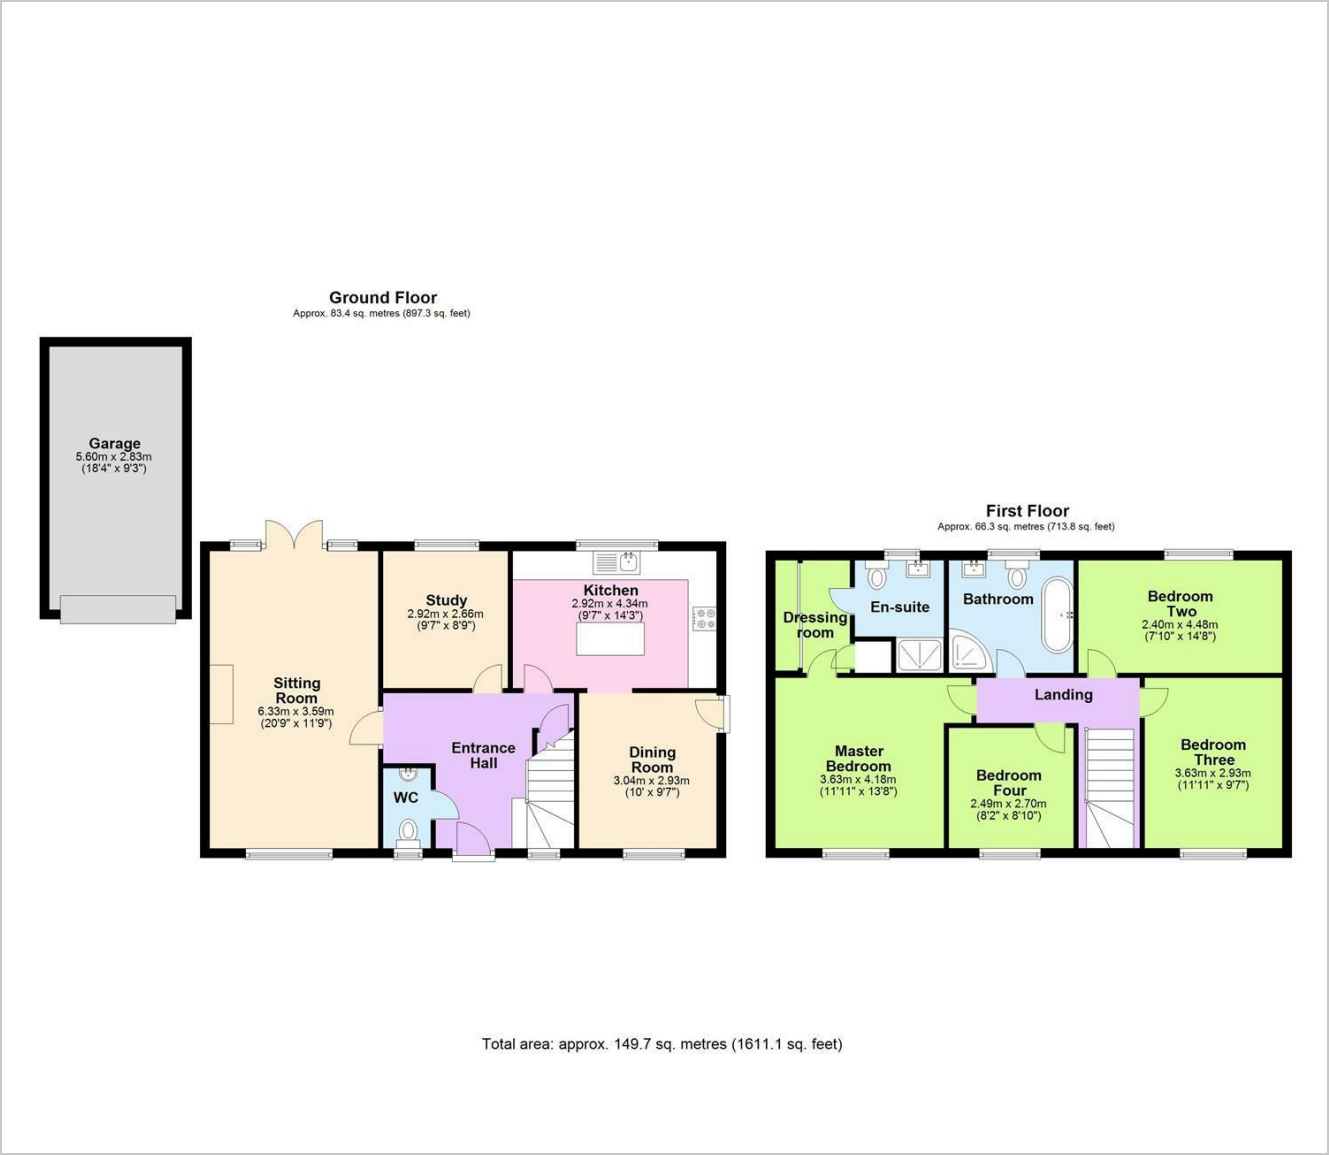 Ground Floor
Approx. 83.4 sq. metres (897.3 sq. feet)
Garage
5.60m x 2.83m
(18'4" x 9'3")
Sitting
Room
6.33m x 3.59m
(20'9" x 11'9")
Study
2.92m x 2.66m
(9'7" x 8'9")
Kitchen
2.92m x 4.34m
(9'7" x 14'3")
Entrance
Hall
WC
Dining
Room
3.04m x 2.93m
(10' x 9'7")
First Floor
Approx. 66.3 sq. metres (713.8 sq. feet)
Dressing
room
En-suite
Bathroom
Bedroom
Two
2.40m x 4.48m
(7'10" x 14'8")
Landing
Master
Bedroom
3.63m x 4.18m
(11'11" x 13'8")
Bedroom
Four
2.49m x 2.70m
(8'2" x 8'10")
Bedroom
Three
3.63m x 2.93m
(11'11" x 9'7")
Total area: approx. 149.7 sq. metres (1611.1 sq. feet)